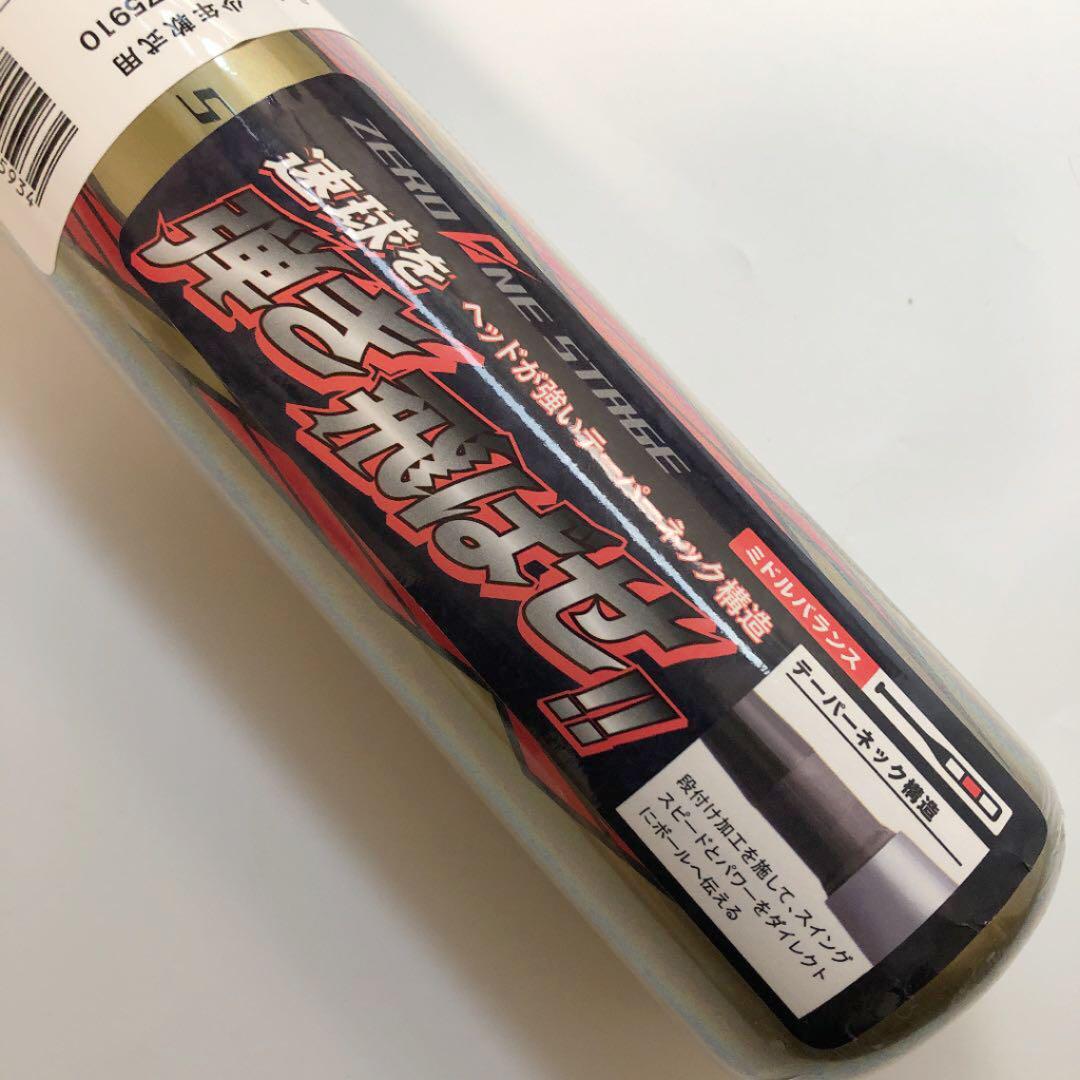 少年軟式用
75910
5934
ZERO ONE STAGE
速球を
弾き飛ばせ!!
ヘッドが強いテーパーネック構造
ミドルバランス
テーパーネック構造
段付け加工を施して、スイング
スピードとパワーをダイレクト
にボールへ伝える